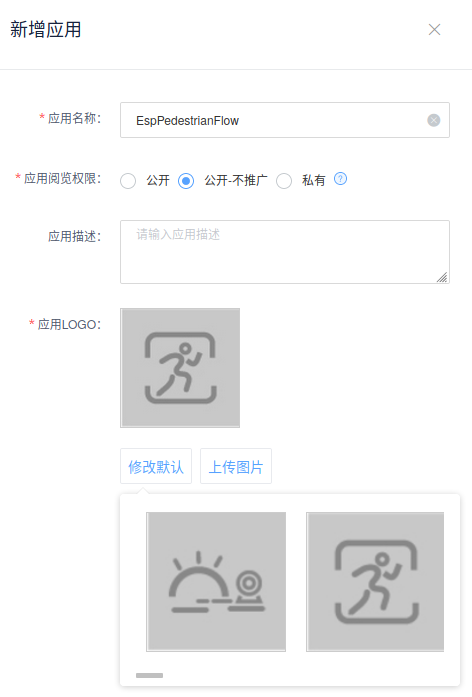 新增应用
* 应用名称:
EspPedestrianFlow
* 应用阅览权限:
公开 公开-不推广 私有 ?
应用描述:
请输入应用描述
* 应用LOGO:
修改默认 上传图片